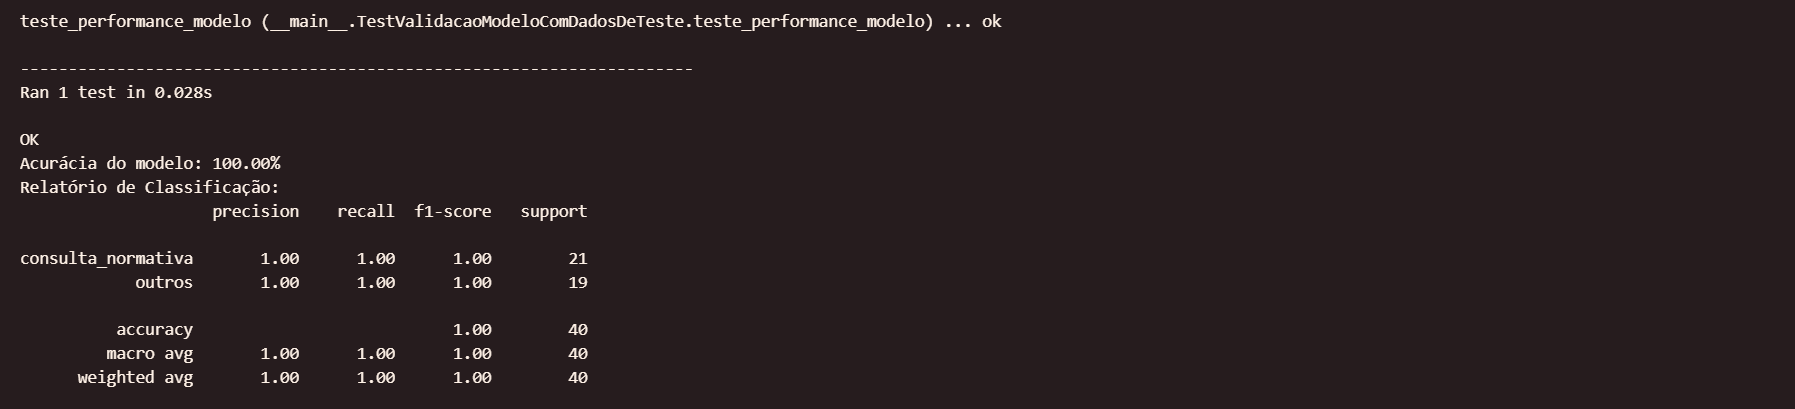 teste_performance_modelo (__main__.TestValidacaoModeloComDadosDeTeste.teste_performance_modelo) ... ok
----------------------------------------------------------------------
Ran 1 test in 0.028s
OK
Acurácia do modelo: 100.00%
Relatório de Classificação:
precision recall f1-score support
consulta_normativa 1.00 1.00 1.00 21
outros 1.00 1.00 1.00 19
accuracy 1.00 40
macro avg 1.00 1.00 1.00 40
weighted avg 1.00 1.00 1.00 40